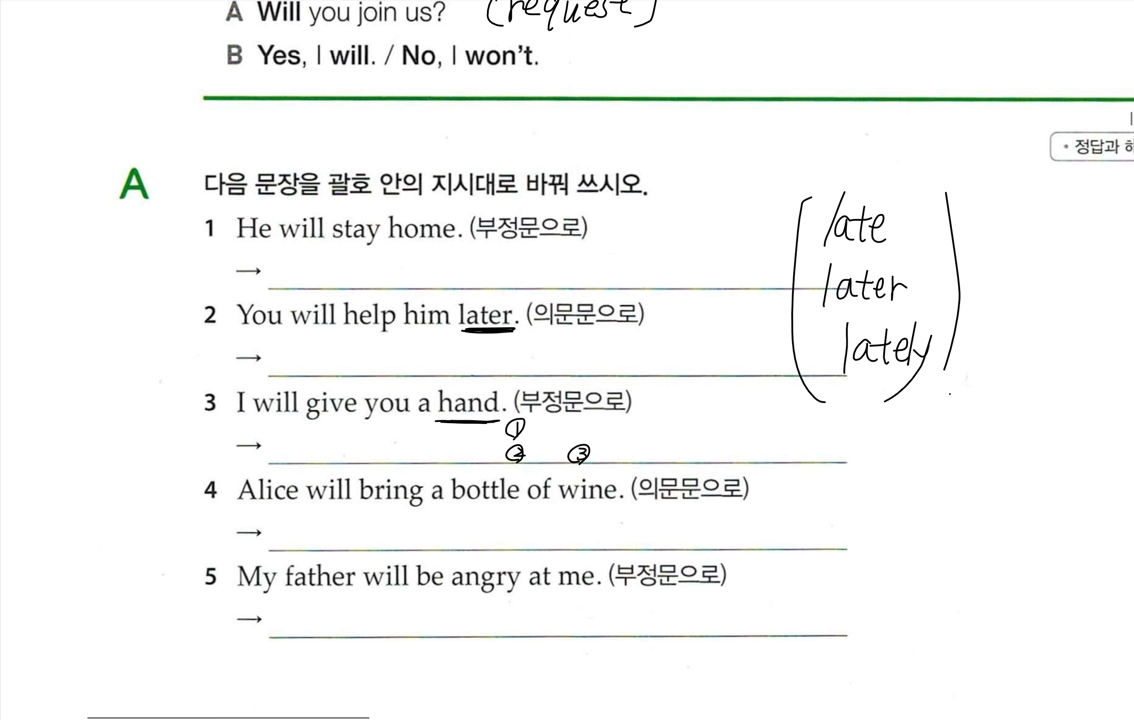 A Will you join us? (request)
B Yes, I will. / No, I won't.
• 정답과
A 다음 문장을 괄호 안의 지시대로 바꿔 쓰시오.
1 He will stay home. (부정문으로)
→
2 You will help him later. (의문문으로)
→
3 I will give you a hand. (부정문으로)
①
→ ② ③
4 Alice will bring a bottle of wine. (의문문으로)
→
5 My father will be angry at me. (부정문으로)
→
late
later
lately